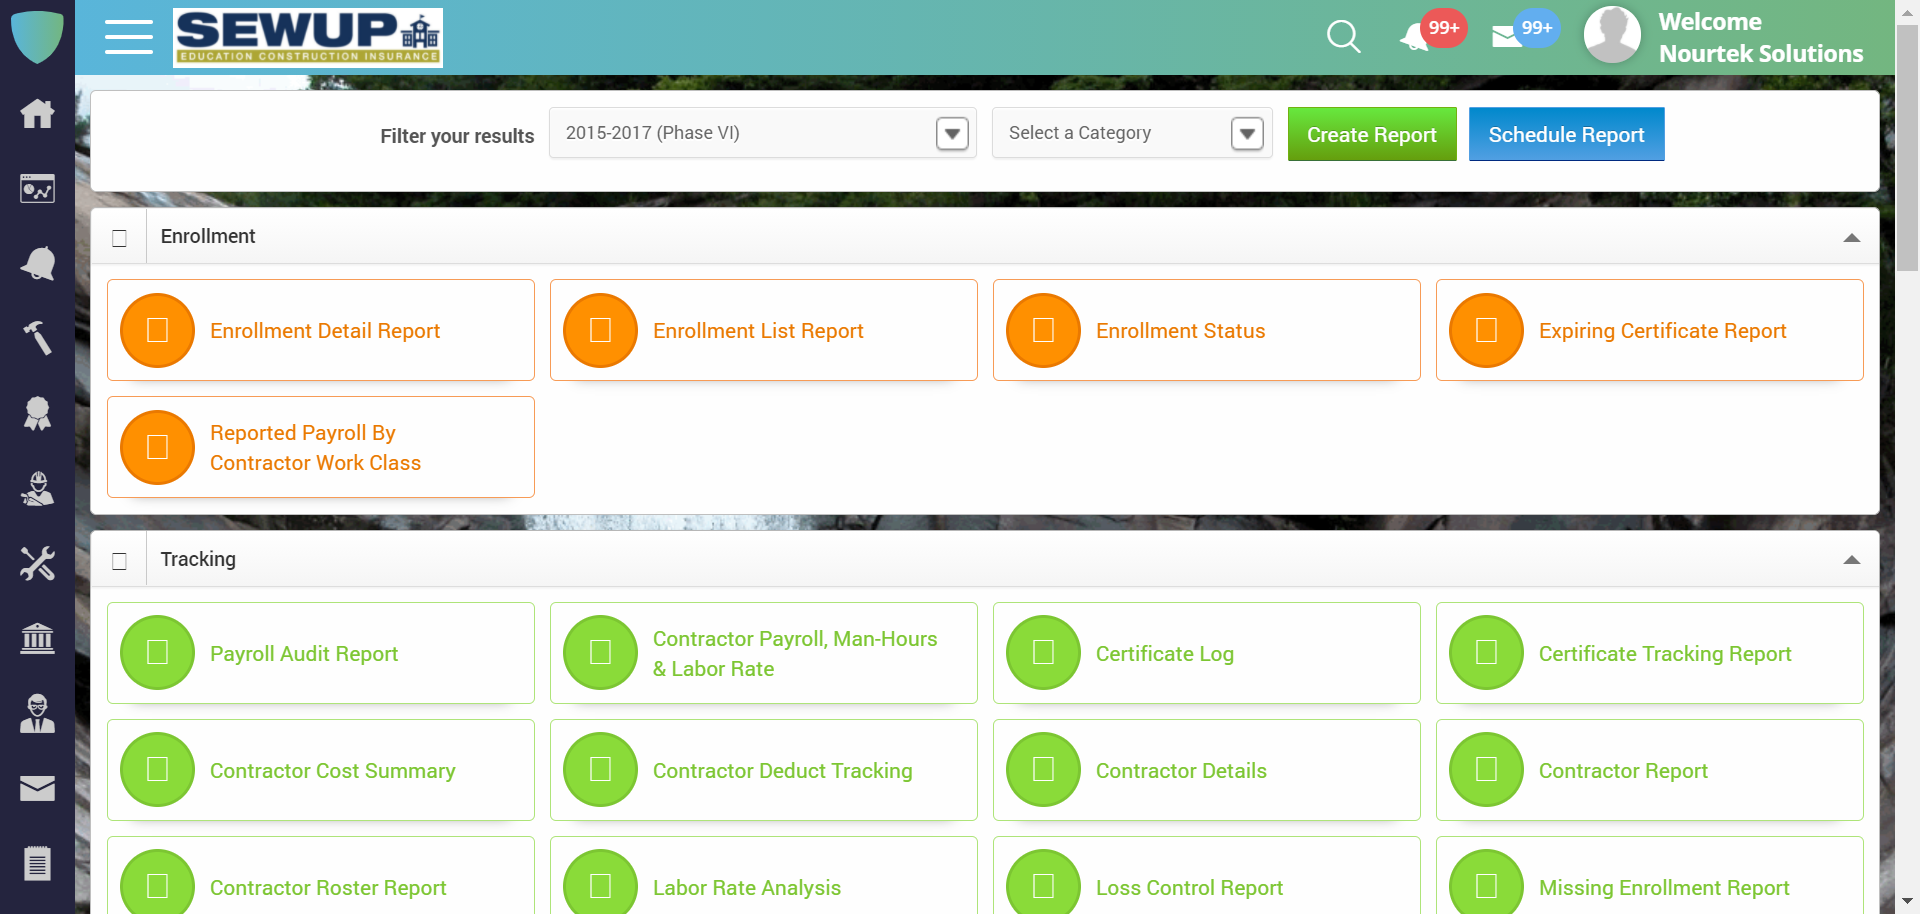 SEWUP
EDUCATION CONSTRUCTION INSURANCE
99+
99+
Welcome
Nourtek Solutions
Filter your results
2015-2017 (Phase VI)
Select a Category
Create Report
Schedule Report
Enrollment
Enrollment Detail Report
Enrollment List Report
Enrollment Status
Expiring Certificate Report
Reported Payroll By
Contractor Work Class
Tracking
Payroll Audit Report
Contractor Payroll, Man-Hours
& Labor Rate
Certificate Log
Certificate Tracking Report
Contractor Cost Summary
Contractor Deduct Tracking
Contractor Details
Contractor Report
Contractor Roster Report
Labor Rate Analysis
Loss Control Report
Missing Enrollment Report